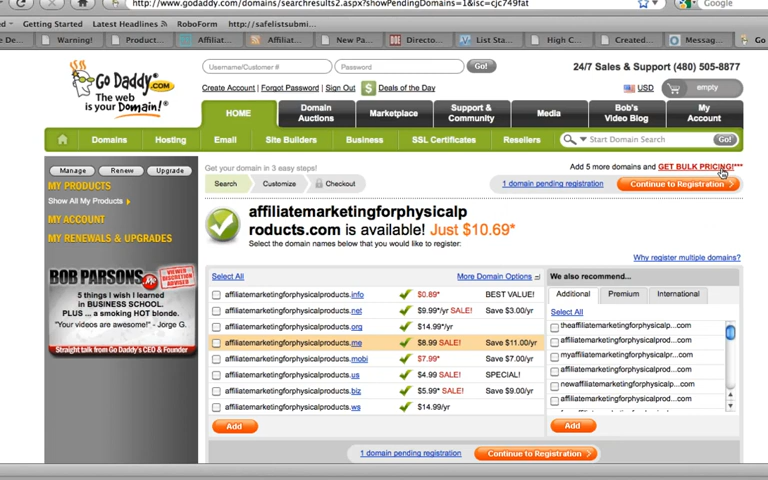 http://www.godaddy.com/domains/searchresults2.aspx?showPendingDomains=1&isc=cjc749fat
Google
Getting Started Latest Headlines RoboForm http://safelistsubmi...
Warning! Product... Affiliat... Affiliat... New Pa... Directo... List Sta... High C... Created... Messag... Go
Go Daddy.COM
The web
is your Domain!
Username/Customer # Password Go! 24/7 Sales & Support (480) 505-8877
Create Account | Forgot Password | Sign Out $ Deals of the Day USD empty
HOME Domain Auctions Marketplace Support & Community Media Bob's Video Blog My Account
Domains Hosting Email Site Builders Business SSL Certificates Resellers Start Domain Search Go!
Manage Renew Upgrade
MY PRODUCTS
Show All My Products
MY ACCOUNT
MY RENEWALS & UPGRADES
BOB PARSONS VIEWER DISCRETION ADVISED
5 things I wish I learned
in BUSINESS SCHOOL
PLUS ... a smoking HOT blonde.
"Your videos are awesome!" - Jorge G.
Straight talk from Go Daddy's CEO & Founder
Get your domain in 3 easy steps!
Add 5 more domains and GET BULK PRICING!***
Search Customize Checkout
1 domain pending registration Continue to Registration
affiliatemarketingforphysicalp
roducts.com is available! Just $10.69*
Select the domain names below that you would like to register.
Why register multiple domains?
Select All More Domain Options
affiliatemarketingforphysicalproducts.info $0.89* BEST VALUE!
affiliatemarketingforphysicalproducts.net $9.99*/yr SALE! Save $3.00/yr
affiliatemarketingforphysicalproducts.org $14.99*/yr
affiliatemarketingforphysicalproducts.me $8.99 SALE! Save $11.00/yr
affiliatemarketingforphysicalproducts.mobi $7.99* Save $7.00/yr
affiliatemarketingforphysicalproducts.us $4.99 SALE! SPECIAL!
affiliatemarketingforphysicalproducts.biz $5.99* SALE! Save $9.00/yr
affiliatemarketingforphysicalproducts.ws $14.99/yr
Add
We also recommend...
Additional Premium International
Select All
theaffiliatemarketingforphysicalp...com
affiliatemarketingforphysicalprod...com
myaffiliatemarketingforphysicalpr...com
affiliatemarketingforphysicalprod...com
newaffiliatemarketingforphysicalp...com
affiliatemarketingforphysicalprod...com
Add
1 domain pending registration Continue to Registration